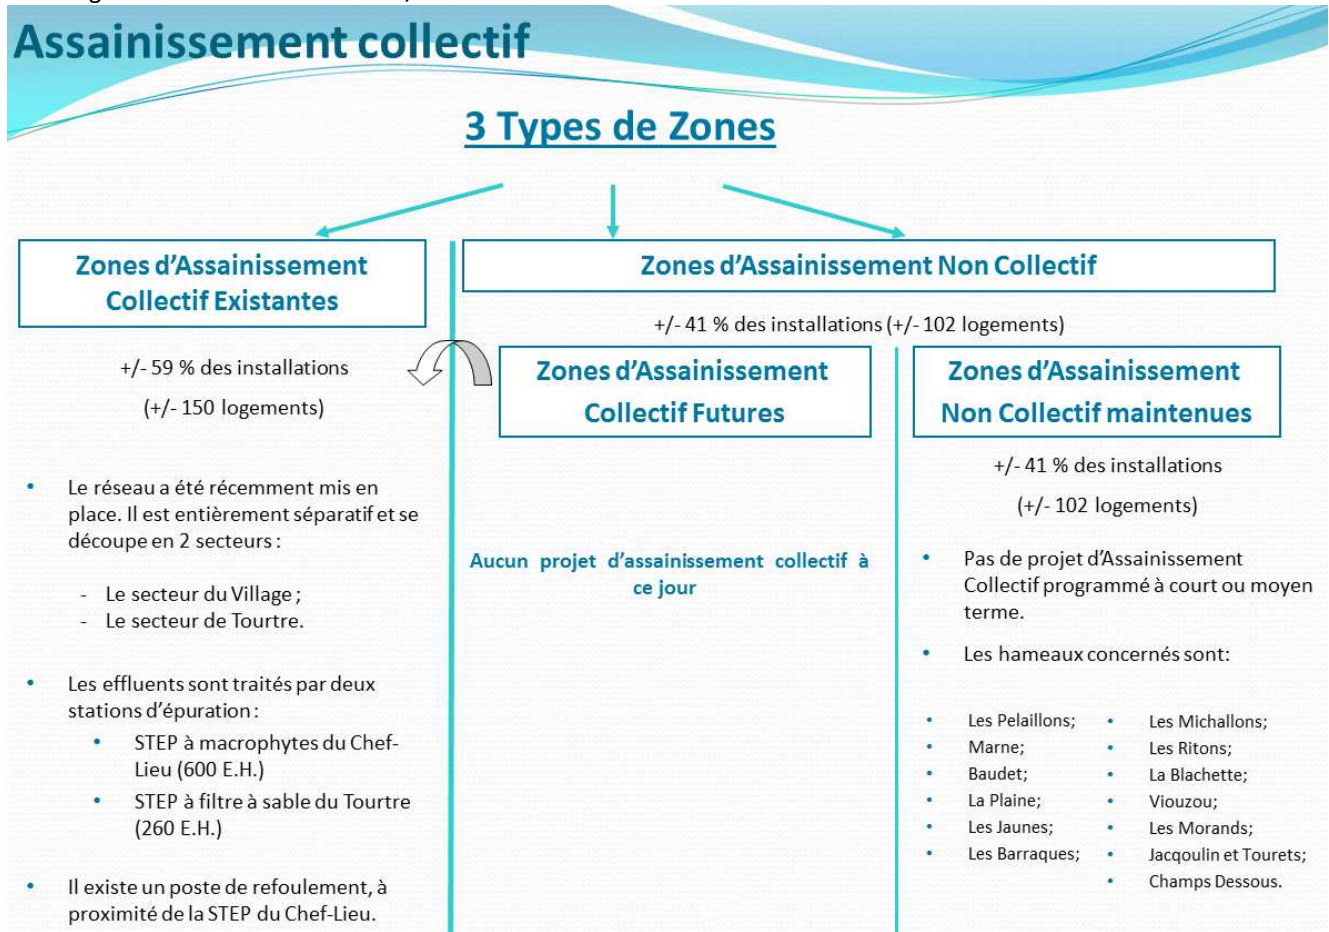 Assainissement collectif
3 Types de Zones
Zones d'Assainissement
Collectif Existantes
+/- 59 % des installations
(+/- 150 logements)
• Le réseau a été récemment mis en
place. Il est entièrement séparatif et se
découpe en 2 secteurs :
- Le secteur du Village ;
- Le secteur de Tourtre.
• Les effluents sont traités par deux
stations d'épuration :
• STEP à macrophytes du Chef-
Lieu (600 E.H.)
• STEP à filtre à sable du Tourtre
(260 E.H.)
• Il existe un poste de refoulement, à
proximité de la STEP du Chef-Lieu.
Zones d'Assainissement Non Collectif
+/- 41 % des installations (+/- 102 logements)
Zones d'Assainissement
Collectif Futures
Aucun projet d'assainissement collectif à
ce jour
Zones d'Assainissement
Non Collectif maintenues
+/- 41 % des installations
(+/- 102 logements)
• Pas de projet d'Assainissement
Collectif programmé à court ou moyen
terme.
• Les hameaux concernés sont:
• Les Pelaillons;
• Marne;
• Baudet;
• La Plaine;
• Les Jaunes;
• Les Barraques;
• Les Michallons;
• Les Ritons;
• La Blachette;
• Viouzou;
• Les Morands;
• Jacqoulin et Tourets;
• Champs Dessous.